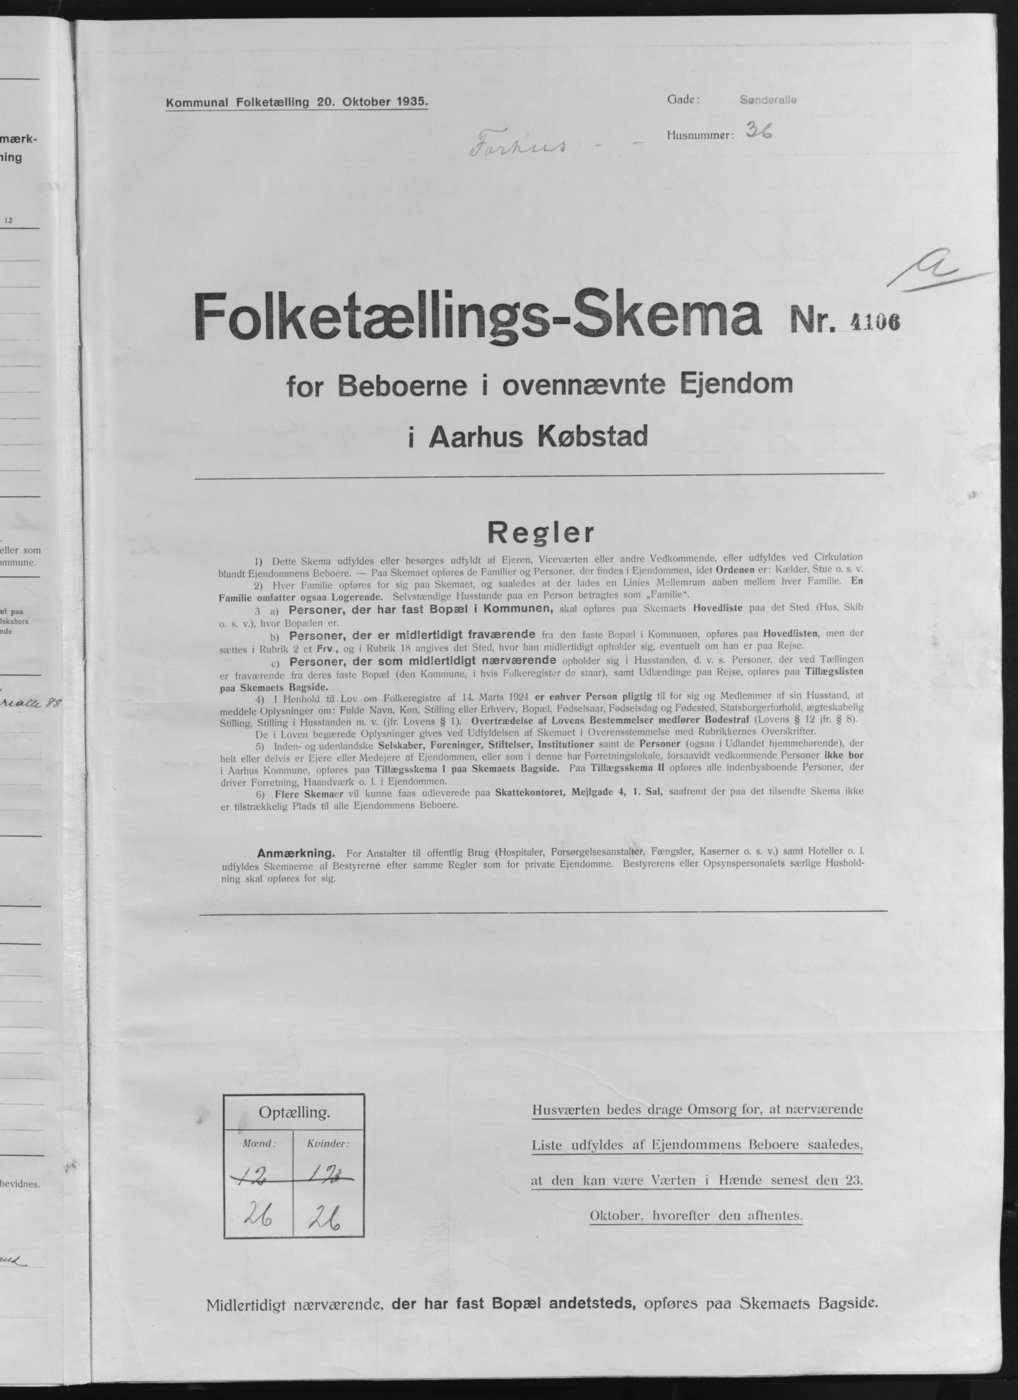 mærk-
ning
12
eller som
ommune.
æl paa
lskabers
nde
bevidnes.
Kommunal Folketælling 20. Oktober 1935.
Gade: Sønderalle
Husnummer: 36
Forhus - -
a
Folketællings-Skema Nr. 4106
for Beboerne i ovennævnte Ejendom
i Aarhus Købstad
Regler
1) Dette Skema udfyldes eller besørges udfyldt af Ejeren, Viceværten eller andre Vedkommende, eller udfyldes ved Cirkulation
blandt Ejendommens Beboere. — Paa Skemaet opføres de Familier og Personer, der findes i Ejendommen, idet Ordenen er: Kælder, Stue o. s. v.
2) Hver Familie opføres for sig paa Skemaet, og saaledes at der lades en Linies Mellemrum aaben mellem hver Familie. En
Familie omfatter ogsaa Logerende. Selvstændige Husstande paa en Person betragtes som „Familie".
3 a) Personer, der har fast Bopæl i Kommunen, skal opføres paa Skemaets Hovedliste paa det Sted (Hus, Skib
o. s. v.), hvor Bopælen er.
b) Personer, der er midlertidigt fraværende fra den faste Bopæl i Kommunen, opføres paa Hovedlisten, men der
sættes i Rubrik 2 et Frv., og i Rubrik 18 angives det Sted, hvor han midlertidigt opholder sig, eventuelt om han er paa Rejse.
c) Personer, der som midlertidigt nærværende opholder sig i Husstanden, d. v. s. Personer, der ved Tællingen
er fraværende fra deres faste Bopæl (den Kommune, i hvis Folkeregister de staar), samt Udlændinge paa Rejse, opføres paa Tillægslisten
paa Skemaets Bagside.
4) I Henhold til Lov om Folkeregistre af 14. Marts 1924 er enhver Person pligtig til for sig og Medlemmer af sin Husstand, at
meddele Oplysninger om: Fulde Navn, Køn, Stilling eller Erhverv, Bopæl, Fødselsaar, Fødselsdag og Fødested, Statsborgerforhold, ægteskabelig
Stilling, Stilling i Husstanden m. v. (jfr. Lovens § 1). Overtrædelse af Lovens Bestemmelser medfører Bødestraf (Lovens § 12 jfr. § 8).
De i Loven begærede Oplysninger gives ved Udfyldelsen af Skemaet i Overensstemmelse med Rubrikkernes Overskrifter.
5) Inden- og udenlandske Selskaber, Foreninger, Stiftelser, Institutioner samt de Personer (ogsaa i Udlandet hjemmehørende), der
helt eller delvis er Ejere eller Medejere af Ejendommen, eller som i denne har Forretningslokale, forsaavidt vedkommende Personer ikke bor
i Aarhus Kommune, opføres paa Tillægsskema I paa Skemaets Bagside. Paa Tillægsskema II opføres alle indenbysboende Personer, der
driver Forretning, Haandværk o. l. i Ejendommen.
6) Flere Skemaer vil kunne faas udleverede paa Skattekontoret, Mejlgade 4, 1. Sal, saafremt der paa det tilsendte Skema ikke
er tilstrækkelig Plads til alle Ejendommens Beboere.
Anmærkning. For Anstalter til offentlig Brug (Hospitaler, Forsørgelsesanstalter, Fængsler, Kaserner o. s. v.) samt Hoteller o. l.
udfyldes Skemaerne af Bestyrerne efter samme Regler som for private Ejendomme. Bestyrerens eller Opsynspersonalets særlige Hushold-
ning skal opføres for sig.
Optælling.
Mænd: Kvinder:
12
26 26
Husværten bedes drage Omsorg for, at nærværende
Liste udfyldes af Ejendommens Beboere saaledes,
at den kan være Værten i Hænde senest den 23.
Oktober, hvorefter den afhentes.
Midlertidigt nærværende, der har fast Bopæl andetsteds, opføres paa Skemaets Bagside.